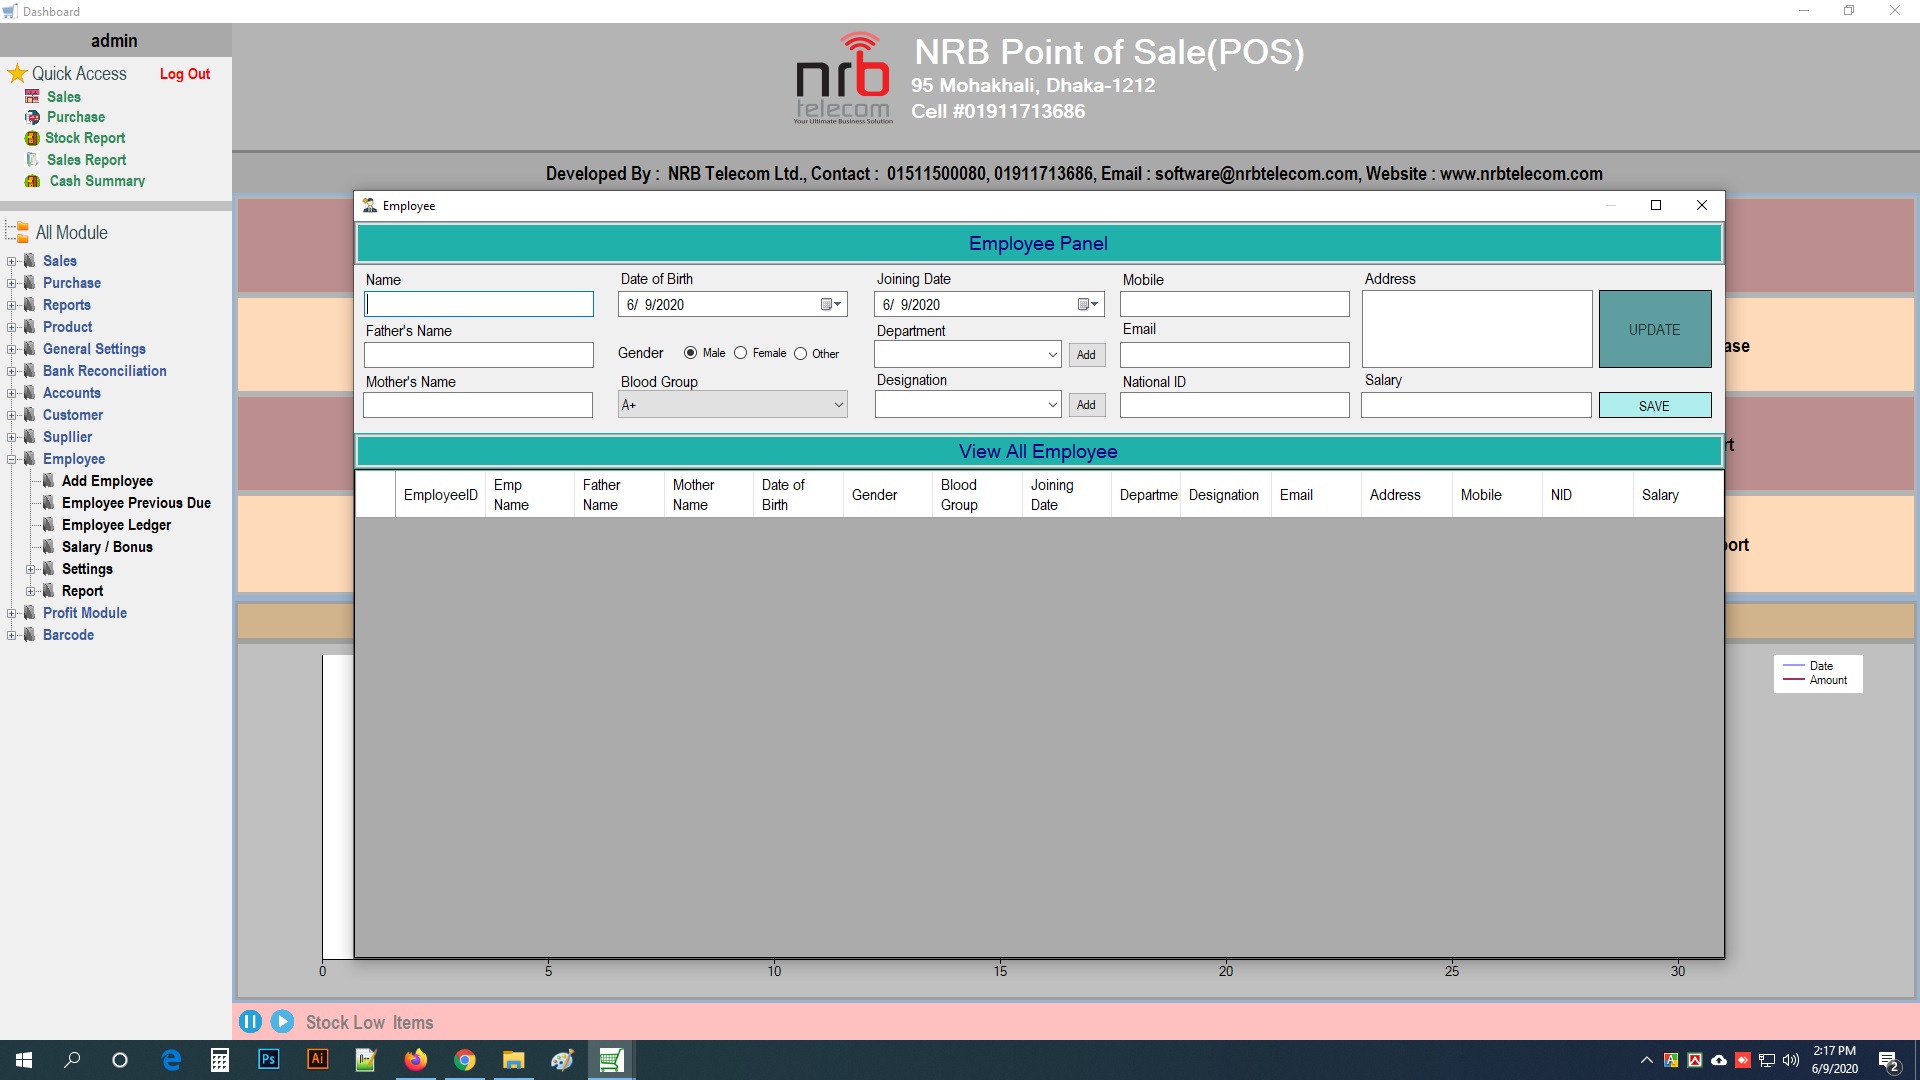 Dashboard
admin
Quick Access
Log Out
Sales
Purchase
Stock Report
Sales Report
Cash Summary
All Module
Sales
Purchase
Reports
Product
General Settings
Bank Reconciliation
Accounts
Customer
Supllier
Employee
Add Employee
Employee Previous Due
Employee Ledger
Salary / Bonus
Settings
Report
Profit Module
Barcode
nrb
telecom
Your Ultimate Business Solution
NRB Point of Sale(POS)
95 Mohakhali, Dhaka-1212
Cell #01911713686
Developed By : NRB Telecom Ltd., Contact : 01511500080, 01911713686, Email : software@nrbtelecom.com, Website : www.nrbtelecom.com
Employee
Employee Panel
Name
Date of Birth
Joining Date
Mobile
Address
6/ 9/2020
6/ 9/2020
UPDATE
Father's Name
Department
Email
Gender
Male
Female
Other
Add
Mother's Name
Blood Group
Designation
National ID
Salary
A+
Add
SAVE
View All Employee
EmployeeID
Emp Name
Father Name
Mother Name
Date of Birth
Gender
Blood Group
Joining Date
Departme
Designation
Email
Address
Mobile
NID
Salary
ase
rt
port
Date
Amount
0 5 10 15 20 25 30
Stock Low Items
Ps
Ai
2:17 PM
6/9/2020
2